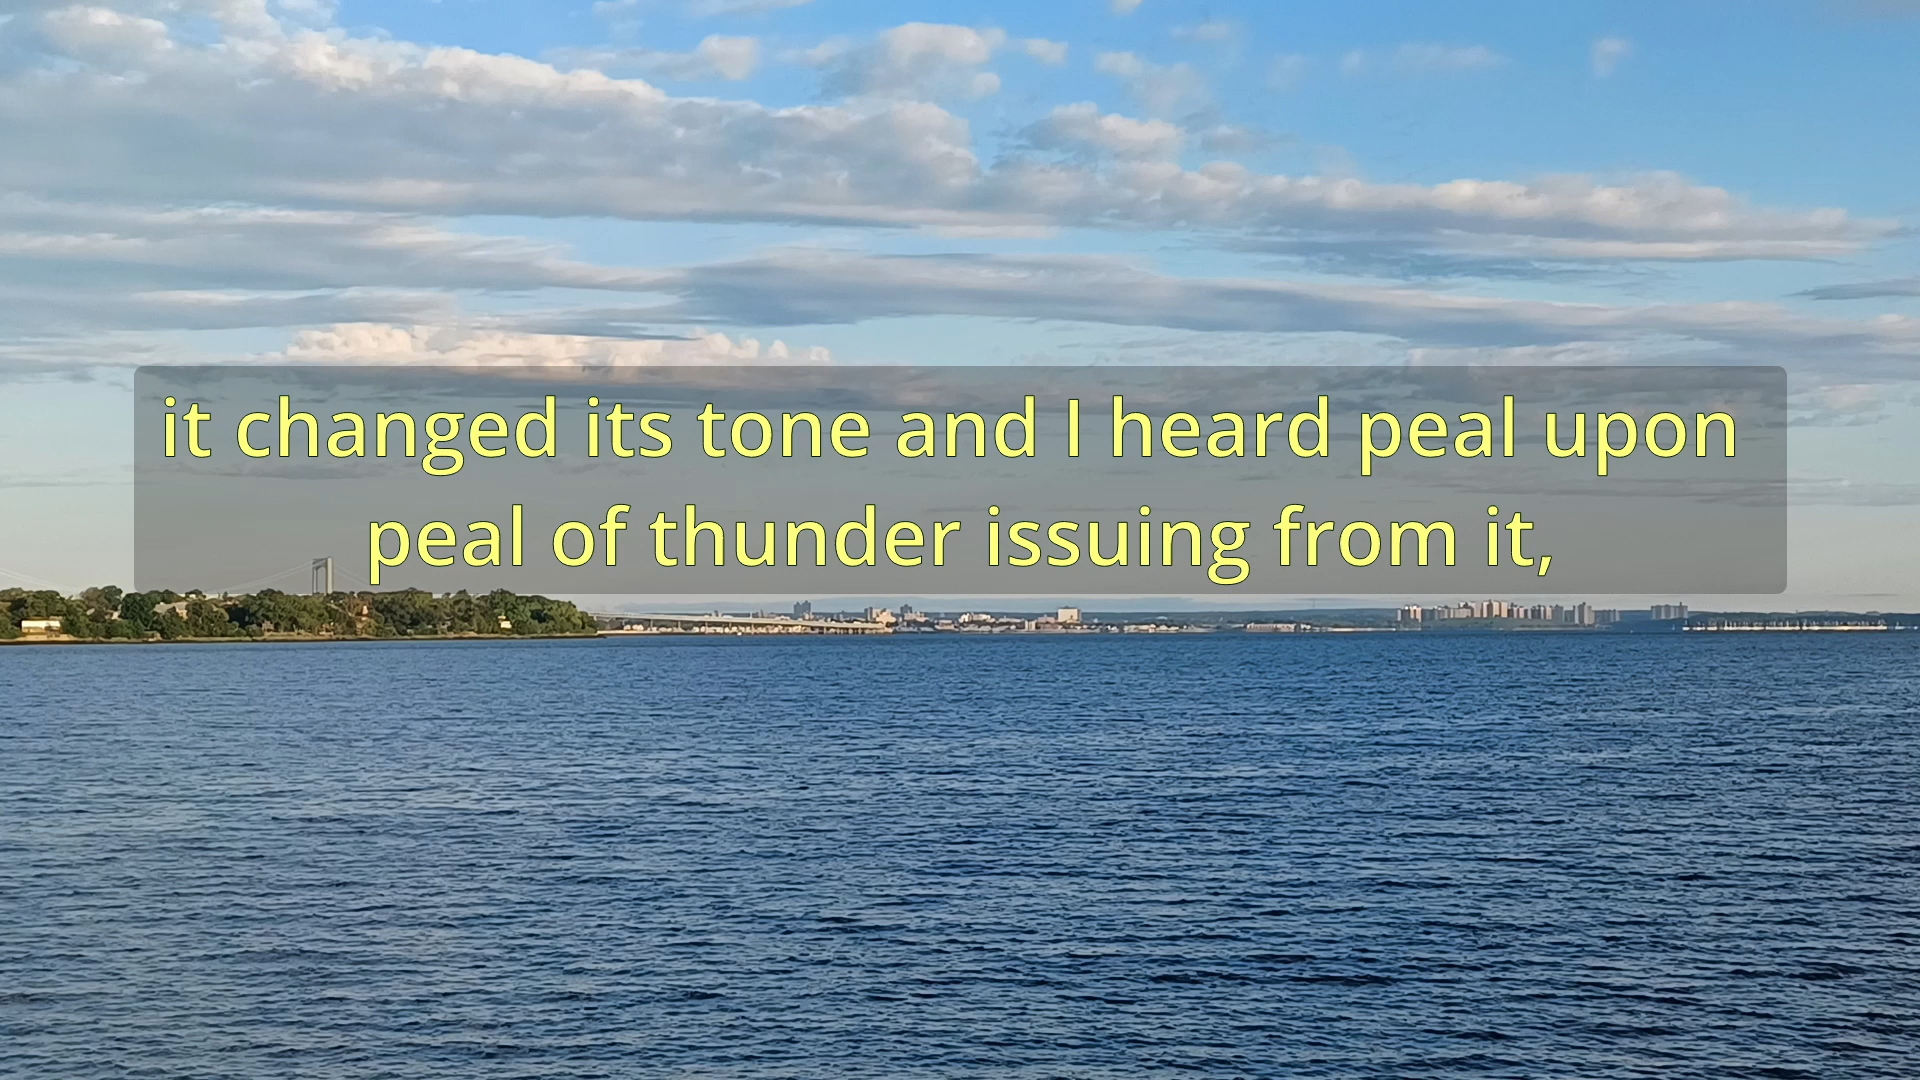 it changed its tone and I heard peal upon
peal of thunder issuing from it,